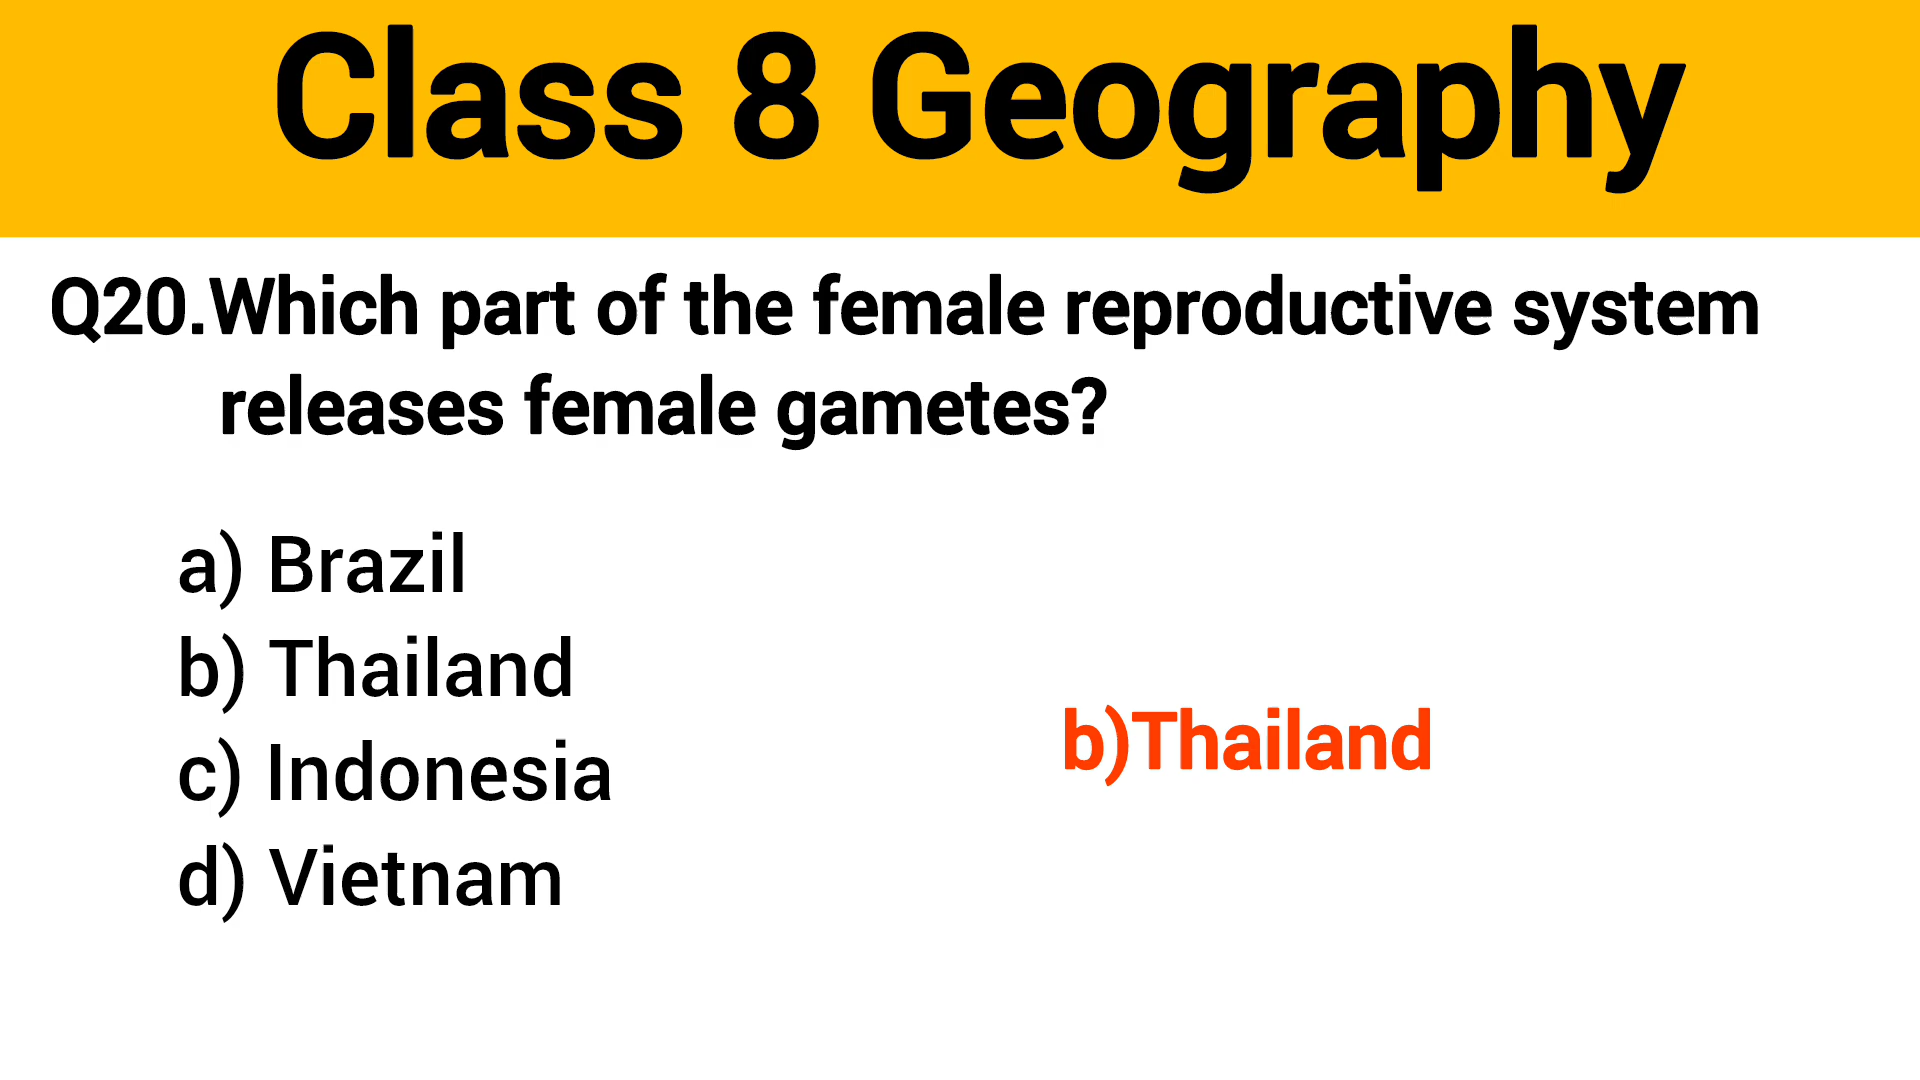 Class 8 Geography
Q20.Which part of the female reproductive system
releases female gametes?
a) Brazil
b) Thailand
c) Indonesia
d) Vietnam
b)Thailand